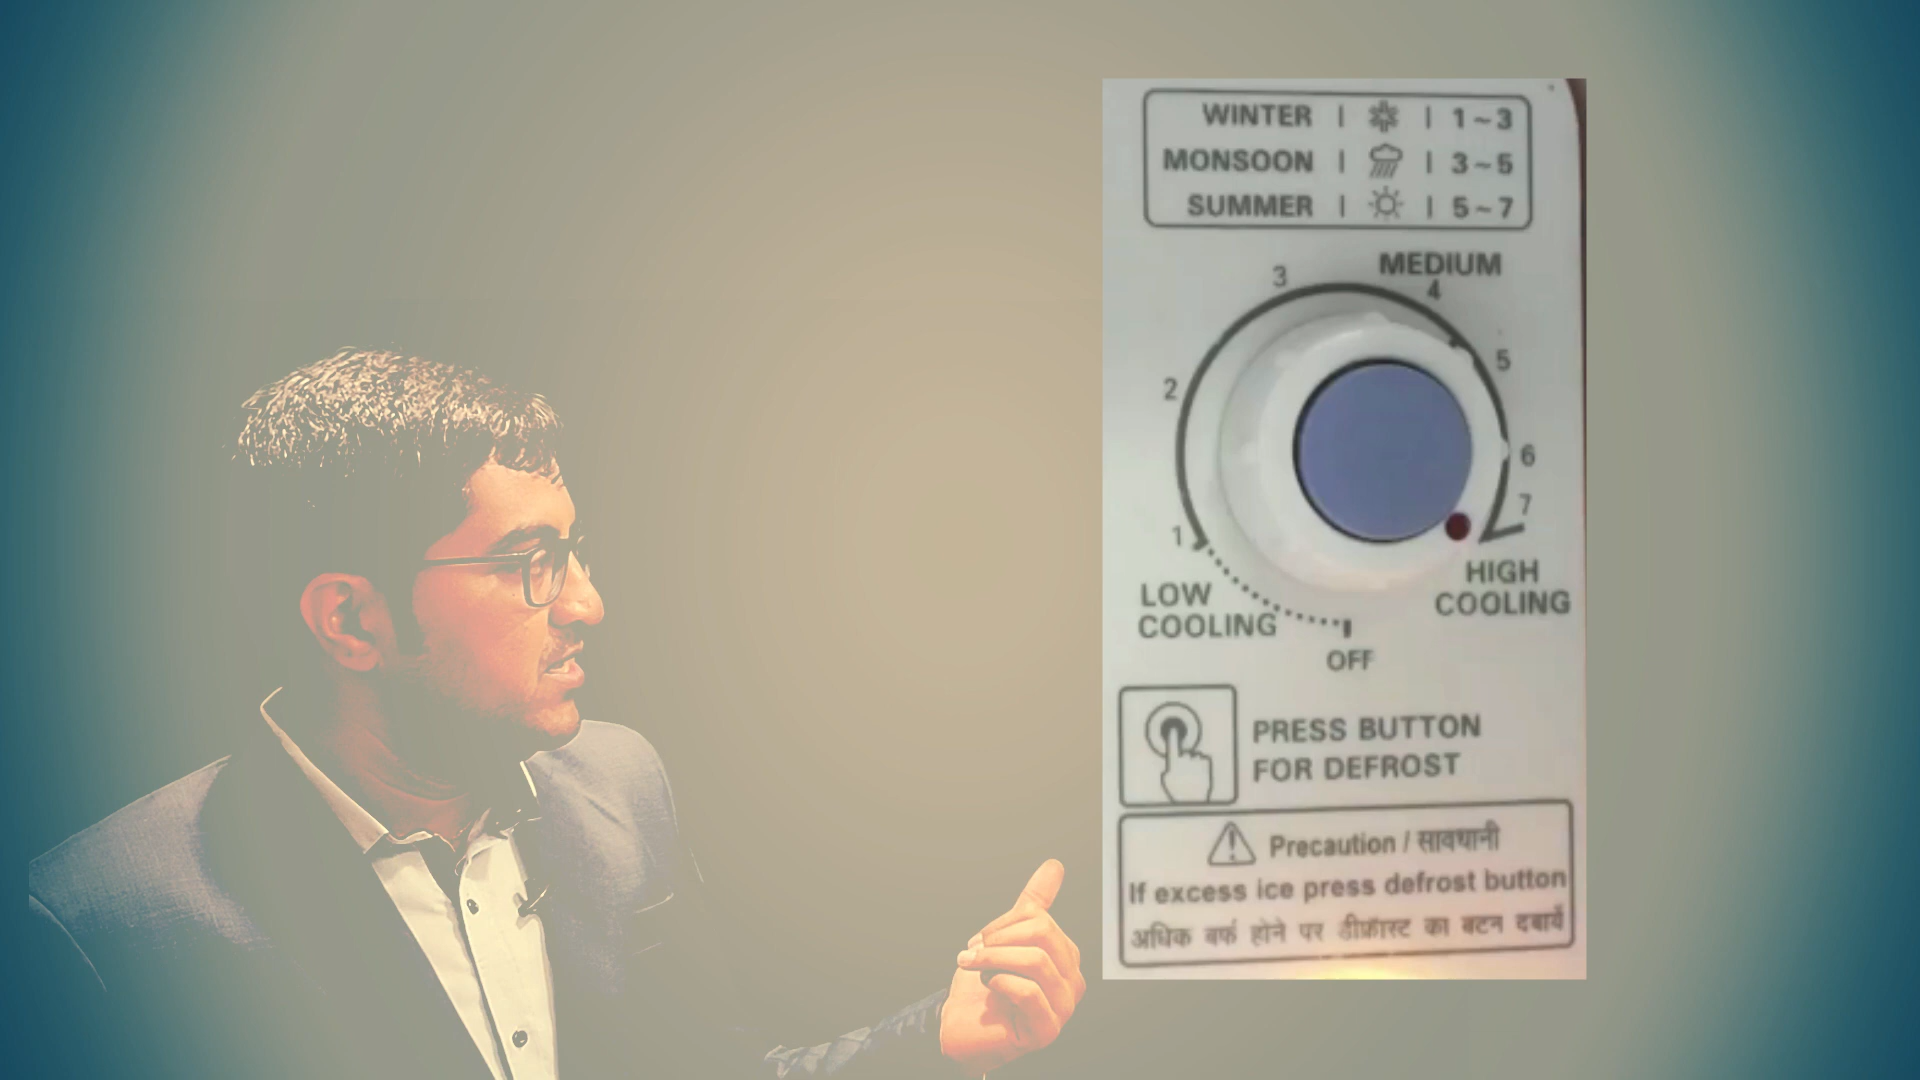 WINTER | | 1~3
MONSOON | | 3~5
SUMMER | | 5~7
MEDIUM
3
4
5
2
6
7
1
HIGH
COOLING
LOW
COOLING
OFF
PRESS BUTTON
FOR DEFROST
Precaution / सावधानी
If excess ice press defrost button
अधिक बर्फ होने पर डीफ्रॉस्ट का बटन दबायें